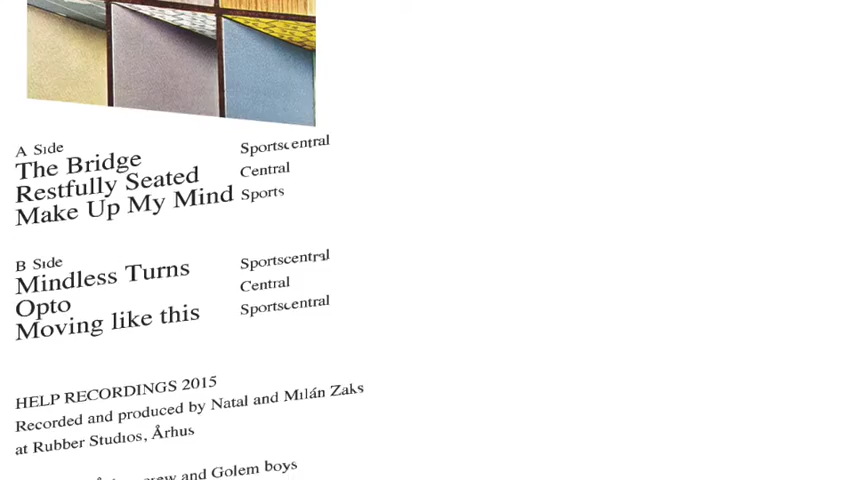 A Side
The Bridge Sportscentral
Restfully Seated Central
Make Up My Mind Sports
B Side
Mindless Turns Sportscentral
Opto Central
Moving like this Sportscentral
HELP RECORDINGS 2015
Recorded and produced by Natal and Milán Zaks
at Rubber Studios, Århus
crew and Golem boys